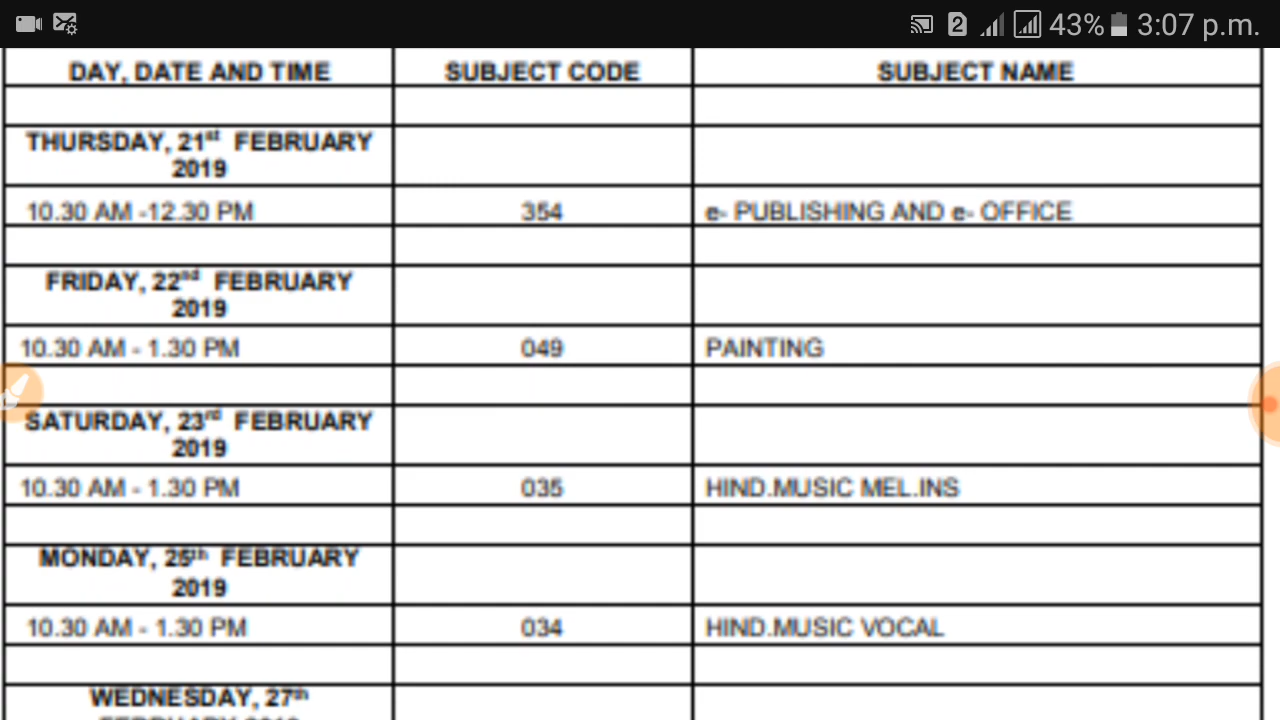 2 43% 3:07 p.m.
DAY, DATE AND TIME SUBJECT CODE SUBJECT NAME
THURSDAY, 21st FEBRUARY
2019
10.30 AM -12.30 PM 354 e- PUBLISHING AND e- OFFICE
FRIDAY, 22nd FEBRUARY
2019
10.30 AM - 1.30 PM 049 PAINTING
SATURDAY, 23rd FEBRUARY
2019
10.30 AM - 1.30 PM 035 HIND.MUSIC MEL.INS
MONDAY, 25th FEBRUARY
2019
10.30 AM - 1.30 PM 034 HIND.MUSIC VOCAL
WEDNESDAY, 27th